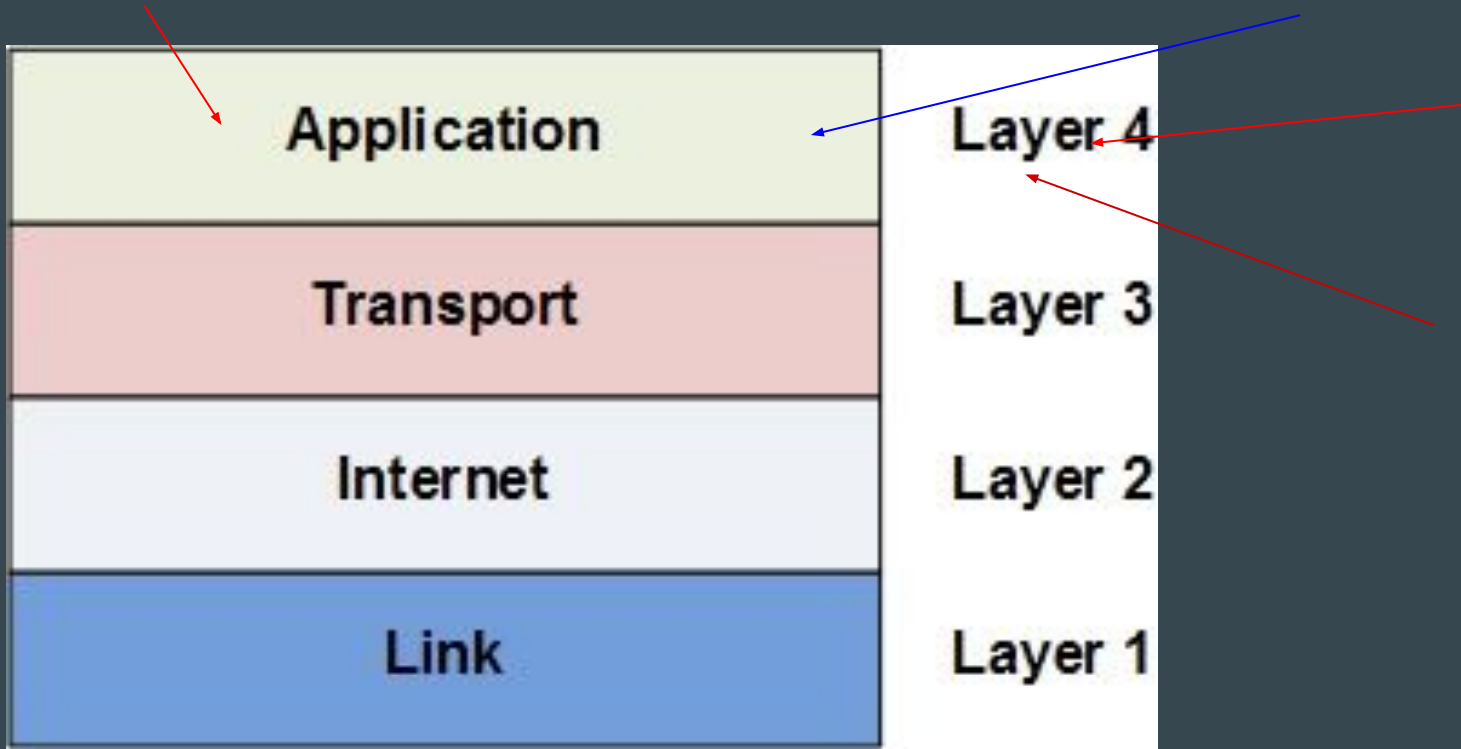 Application Layer 4
Transport Layer 3
Internet Layer 2
Link Layer 1